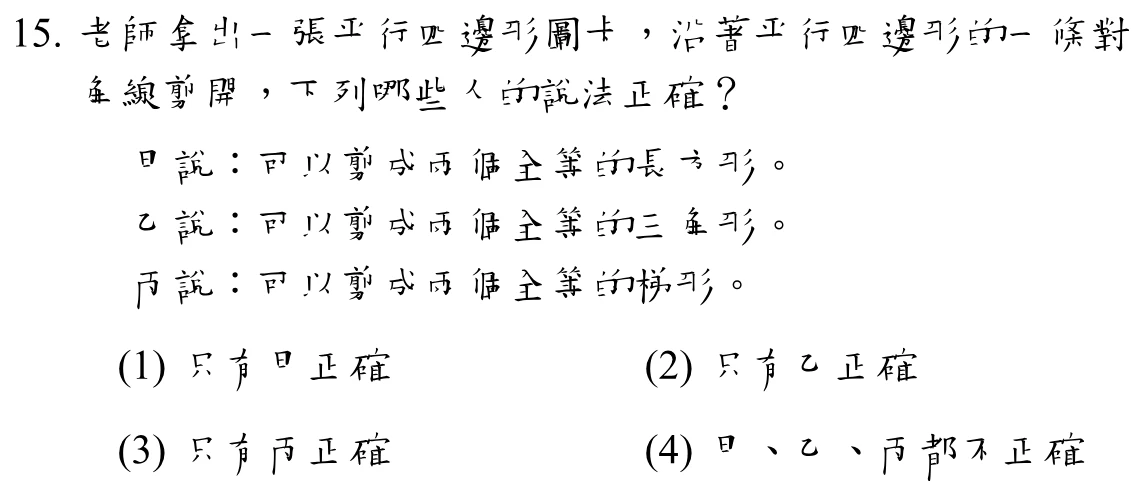 15. 老師拿出一張平行四邊形圖卡，沿著平行四邊形的一條對
角線剪開，下列哪些人的說法正確？
甲說：可以剪成兩個全等的長方形。
乙說：可以剪成兩個全等的三角形。
丙說：可以剪成兩個全等的梯形。
(1) 只有甲正確 (2) 只有乙正確
(3) 只有丙正確 (4) 甲、乙、丙都不正確